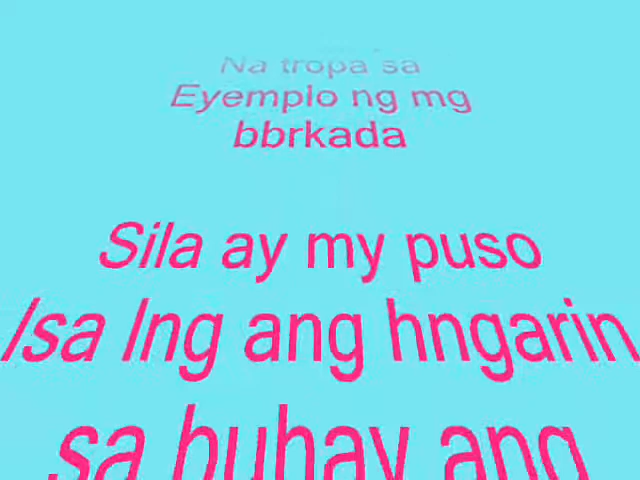 Na tropa sa
Eyemplo ng mg
bbrkada
Sila ay my puso
Isa lng ang hngarin
sa buhay ang